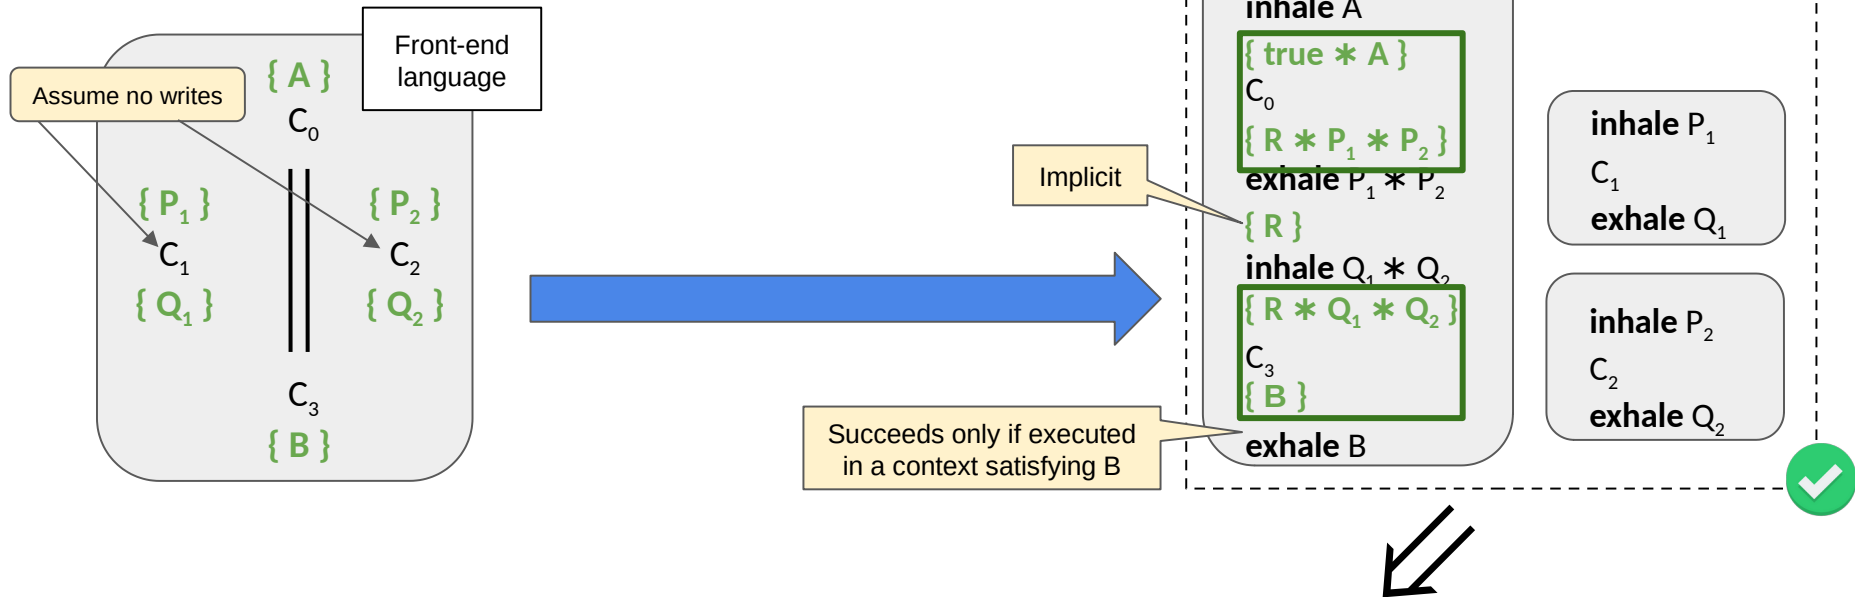 Front-end
language
Assume no writes
{ A }
C0
{ P1 }
{ P2 }
C1
C2
{ Q1 }
{ Q2 }
C3
{ B }
Implicit
Succeeds only if executed
in a context satisfying B
inhale A
{ true ∗ A }
C0
{ R ∗ P1 ∗ P2 }
exhale P1 ∗ P2
{ R }
inhale Q1 ∗ Q2
{ R ∗ Q1 ∗ Q2 }
C3
{ B }
exhale B
inhale P1
C1
exhale Q1
inhale P2
C2
exhale Q2